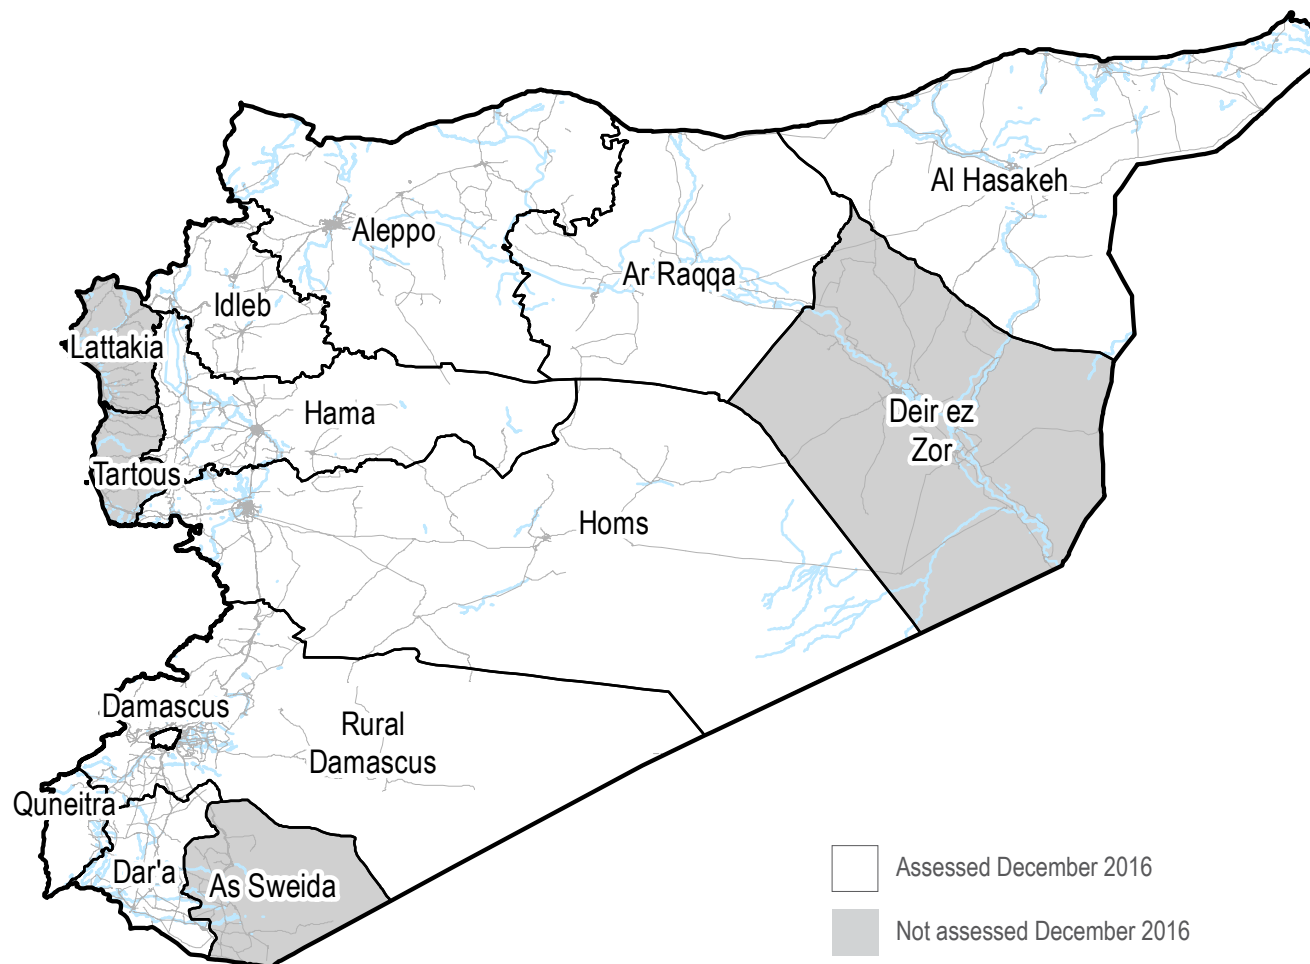 Al Hasakeh
Aleppo
Ar Raqqa
Idleb
Lattakia
Hama
Deir ez
Zor
Tartous
Homs
Damascus
Rural
Damascus
Quneitra
Dar'a
As Sweida
Assessed December 2016
Not assessed December 2016